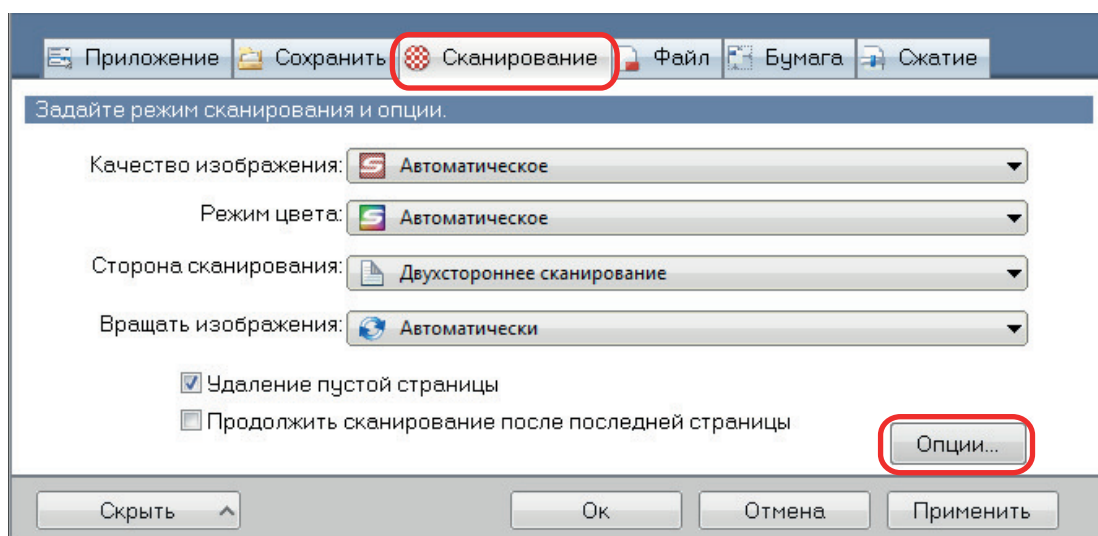 Приложение Сохранить Сканирование Файл Бумага Сжатие
Задайте режим сканирования и опции.
Качество изображения: Автоматическое
Режим цвета: Автоматическое
Сторона сканирования: Двухстороннее сканирование
Вращать изображения: Автоматически
Удаление пустой страницы
Продолжить сканирование после последней страницы
Опции...
Скрыть Ок Отмена Применить